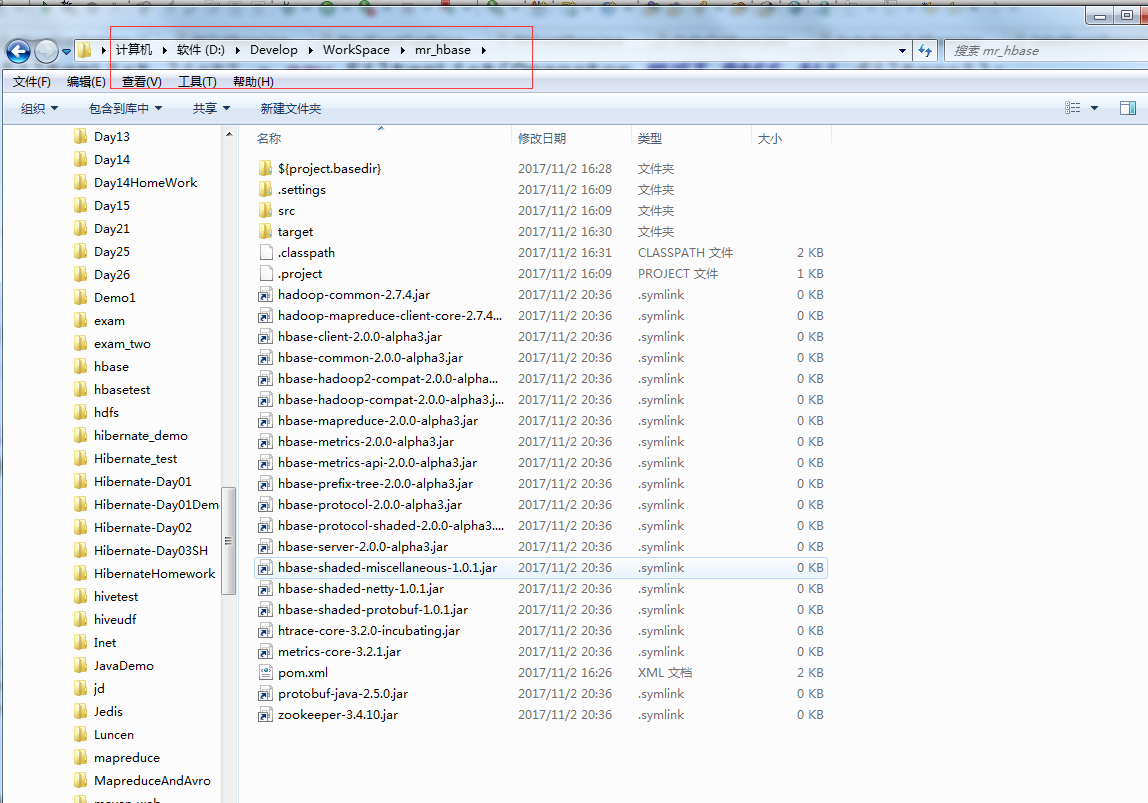 计算机 ▸ 软件 (D:) ▸ Develop ▸ WorkSpace ▸ mr_hbase ▸ 搜索 mr_hbase
文件(F) 编辑(E) 查看(V) 工具(T) 帮助(H)
组织 包含到库中 共享 新建文件夹
Day13
Day14
Day14HomeWork
Day15
Day21
Day25
Day26
Demo1
exam
exam_two
hbase
hbasetest
hdfs
hibernate_demo
Hibernate_test
Hibernate-Day01
Hibernate-Day01Dem
Hibernate-Day02
Hibernate-Day03SH
HibernateHomework
hivetest
hiveudf
Inet
JavaDemo
jd
Jedis
Luncen
mapreduce
MapreduceAndAvro
名称 修改日期 类型 大小
${project.basedir} 2017/11/2 16:28 文件夹
.settings 2017/11/2 16:09 文件夹
src 2017/11/2 16:09 文件夹
target 2017/11/2 16:30 文件夹
.classpath 2017/11/2 16:31 CLASSPATH 文件 2 KB
.project 2017/11/2 16:09 PROJECT 文件 1 KB
hadoop-common-2.7.4.jar 2017/11/2 20:36 .symlink 0 KB
hadoop-mapreduce-client-core-2.7.4... 2017/11/2 20:36 .symlink 0 KB
hbase-client-2.0.0-alpha3.jar 2017/11/2 20:36 .symlink 0 KB
hbase-common-2.0.0-alpha3.jar 2017/11/2 20:36 .symlink 0 KB
hbase-hadoop2-compat-2.0.0-alpha... 2017/11/2 20:36 .symlink 0 KB
hbase-hadoop-compat-2.0.0-alpha3.j... 2017/11/2 20:36 .symlink 0 KB
hbase-mapreduce-2.0.0-alpha3.jar 2017/11/2 20:36 .symlink 0 KB
hbase-metrics-2.0.0-alpha3.jar 2017/11/2 20:36 .symlink 0 KB
hbase-metrics-api-2.0.0-alpha3.jar 2017/11/2 20:36 .symlink 0 KB
hbase-prefix-tree-2.0.0-alpha3.jar 2017/11/2 20:36 .symlink 0 KB
hbase-protocol-2.0.0-alpha3.jar 2017/11/2 20:36 .symlink 0 KB
hbase-protocol-shaded-2.0.0-alpha3.... 2017/11/2 20:36 .symlink 0 KB
hbase-server-2.0.0-alpha3.jar 2017/11/2 20:36 .symlink 0 KB
hbase-shaded-miscellaneous-1.0.1.jar 2017/11/2 20:36 .symlink 0 KB
hbase-shaded-netty-1.0.1.jar 2017/11/2 20:36 .symlink 0 KB
hbase-shaded-protobuf-1.0.1.jar 2017/11/2 20:36 .symlink 0 KB
htrace-core-3.2.0-incubating.jar 2017/11/2 20:36 .symlink 0 KB
metrics-core-3.2.1.jar 2017/11/2 20:36 .symlink 0 KB
pom.xml 2017/11/2 16:26 XML 文档 2 KB
protobuf-java-2.5.0.jar 2017/11/2 20:36 .symlink 0 KB
zookeeper-3.4.10.jar 2017/11/2 20:36 .symlink 0 KB